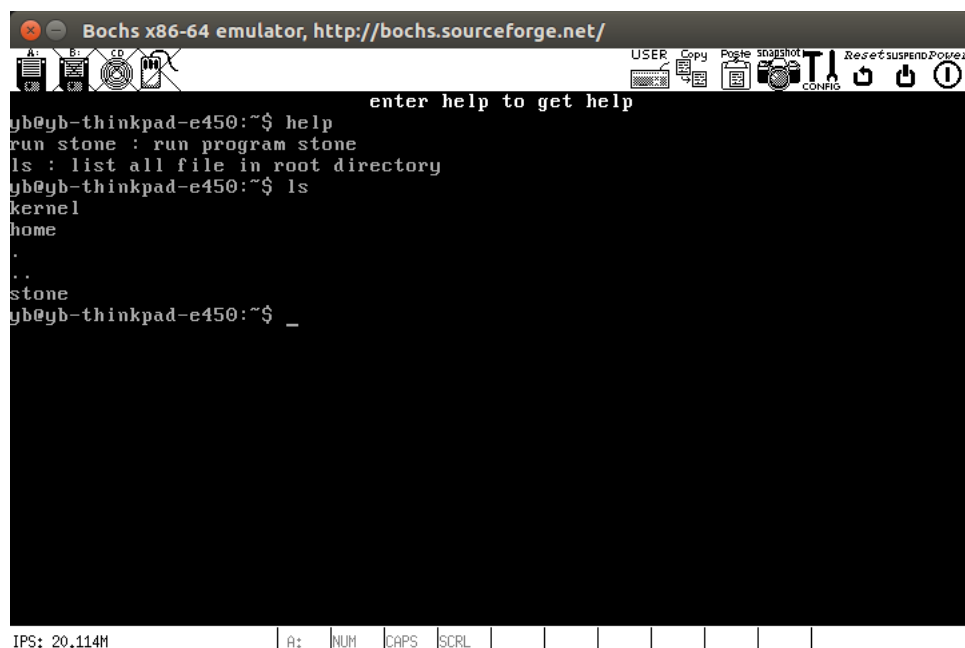 Bochs x86-64 emulator, http://bochs.sourceforge.net/
A: B: CD USER Copy Paste snapshot CONFIG Reset SUSPEND Power
enter help to get help
yb@yb-thinkpad-e450:~$ help
run stone : run program stone
ls : list all file in root directory
yb@yb-thinkpad-e450:~$ ls
kernel
home
.
..
stone
yb@yb-thinkpad-e450:~$ _
IPS: 20.114M A: NUM CAPS SCRL